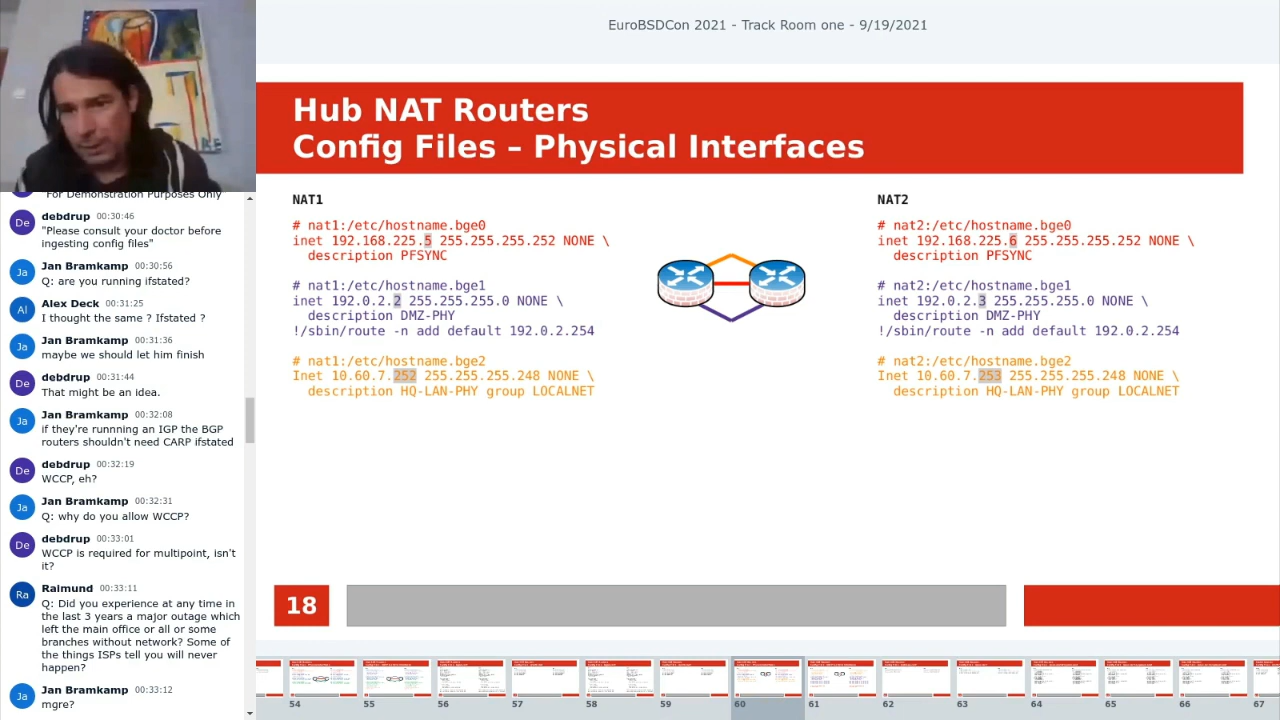 EuroBSDCon 2021 - Track Room one - 9/19/2021
Hub NAT Routers
Config Files – Physical Interfaces
NAT1
# nat1:/etc/hostname.bge0
inet 192.168.225.5 255.255.255.252 NONE \
description PFSYNC
# nat1:/etc/hostname.bge1
inet 192.0.2.2 255.255.255.0 NONE \
description DMZ-PHY
!/sbin/route -n add default 192.0.2.254
# nat1:/etc/hostname.bge2
Inet 10.60.7.252 255.255.255.248 NONE \
description HQ-LAN-PHY group LOCALNET
NAT2
# nat2:/etc/hostname.bge0
inet 192.168.225.6 255.255.255.252 NONE \
description PFSYNC
# nat2:/etc/hostname.bge1
inet 192.0.2.3 255.255.255.0 NONE \
description DMZ-PHY
!/sbin/route -n add default 192.0.2.254
# nat2:/etc/hostname.bge2
Inet 10.60.7.253 255.255.255.248 NONE \
description HQ-LAN-PHY group LOCALNET
18
"For Demonstration Purposes Only"
De debdrup 00:30:46
"Please consult your doctor before
ingesting config files"
Ja Jan Bramkamp 00:30:56
Q: are you running ifstated?
Al Alex Deck 00:31:25
I thought the same ? Ifstated ?
Ja Jan Bramkamp 00:31:36
maybe we should let him finish
De debdrup 00:31:44
That might be an idea.
Ja Jan Bramkamp 00:32:08
if they're runnning an IGP the BGP
routers shouldn't need CARP ifstated
De debdrup 00:32:19
WCCP, eh?
Ja Jan Bramkamp 00:32:31
Q: why do you allow WCCP?
De debdrup 00:33:01
WCCP is required for multipoint, isn't
it?
Ra Raimund 00:33:11
Q: Did you experience at any time in
the last 3 years a major outage which
left the main office or all or some
branches without network? Some of
the things ISPs tell you will never
happen?
Ja Jan Bramkamp 00:33:12
mgre?
54 55 56 57 58 59 60 61 62 63 64 65 66 67